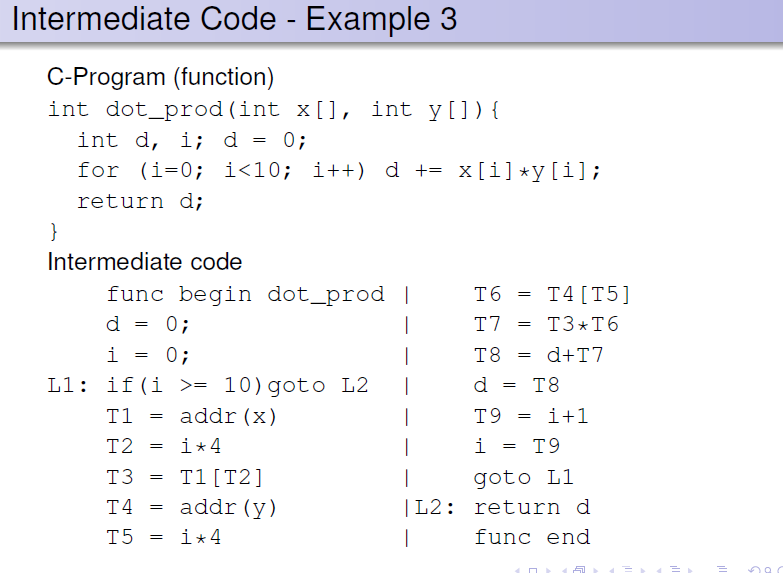 Intermediate Code - Example 3
C-Program (function)
int dot_prod(int x[], int y[]){
int d, i; d = 0;
for (i=0; i<10; i++) d += x[i]*y[i];
return d;
}
Intermediate code
func begin dot_prod |
d = 0; |
i = 0; |
L1: if(i >= 10)goto L2 |
T1 = addr(x) |
T2 = i*4 |
T3 = T1[T2] |
T4 = addr(y) |
T5 = i*4 |
T6 = T4[T5]
T7 = T3*T6
T8 = d+T7
d = T8
T9 = i+1
i = T9
goto L1
L2: return d
func end